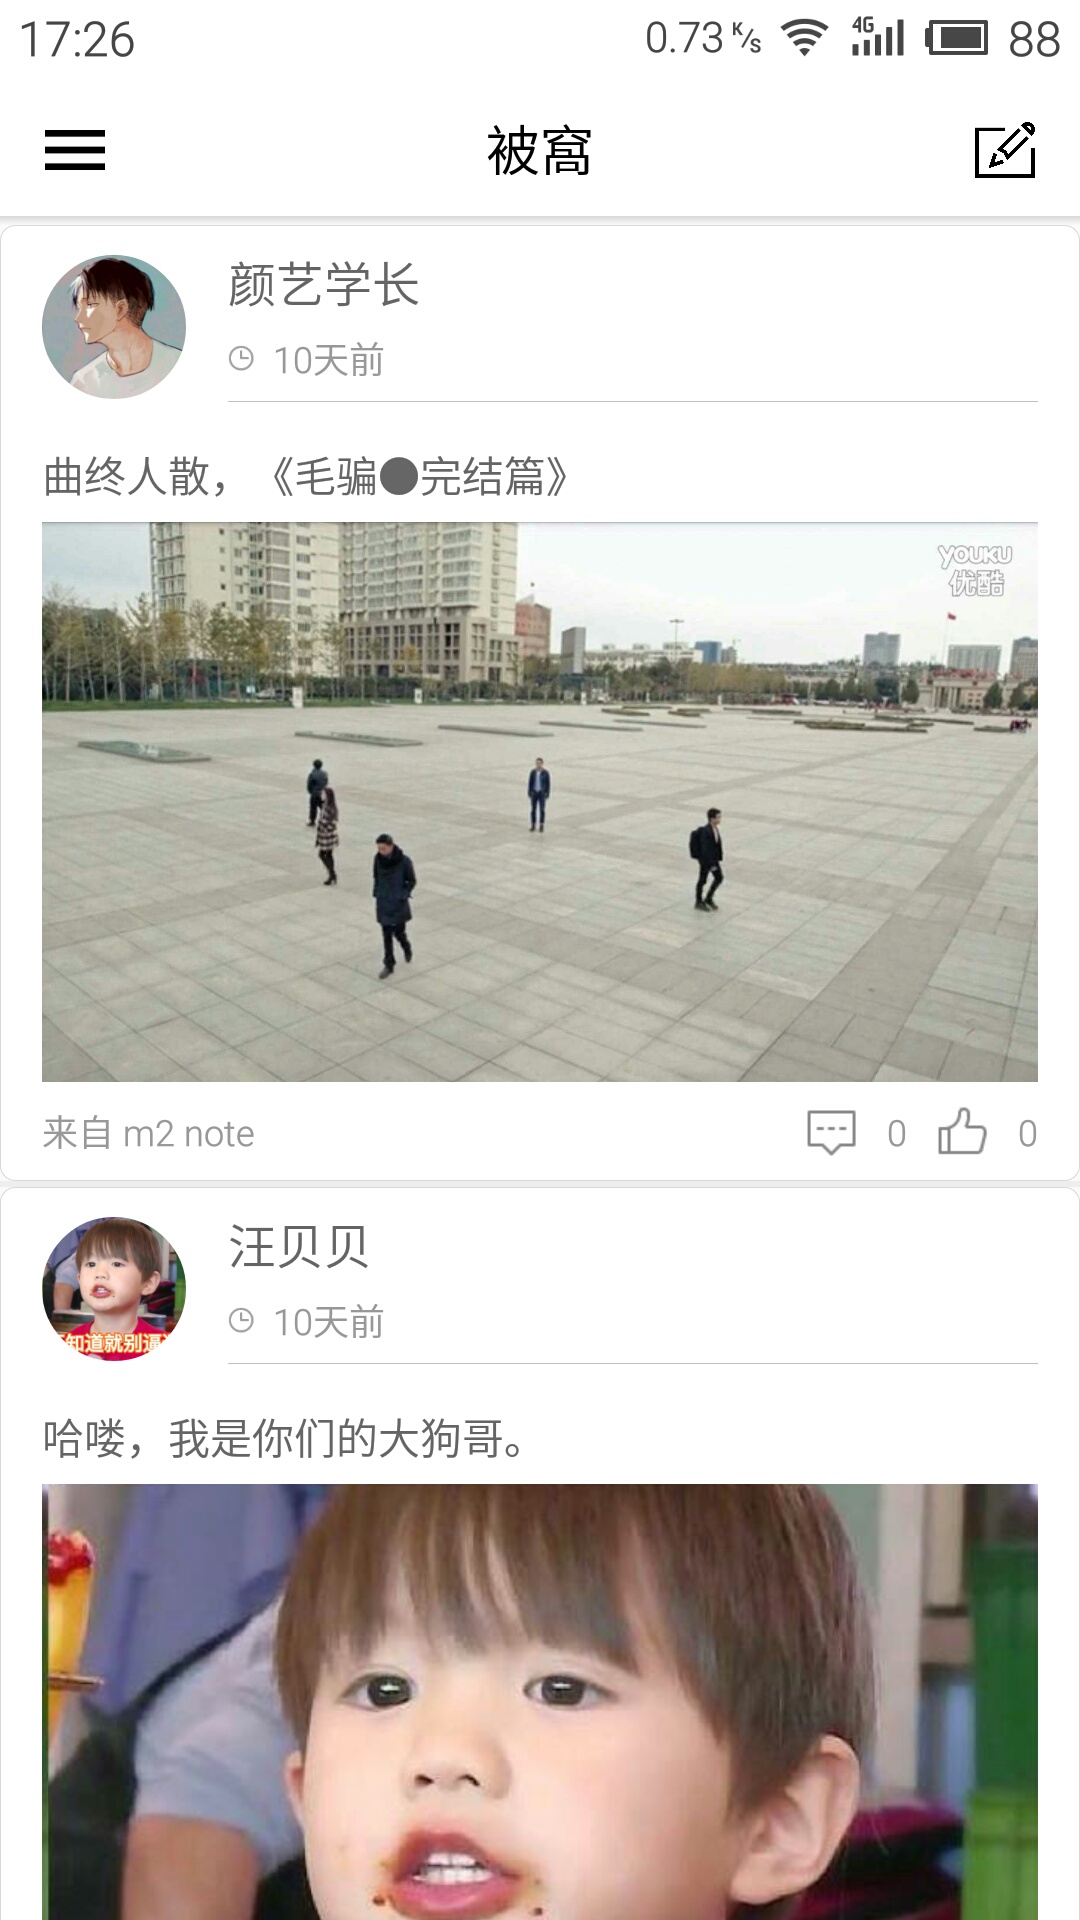 17:26
0.73 K/s 4G 88
被窝
颜艺学长
10天前
曲终人散，《毛骗●完结篇》
YOUKU
优酷
来自 m2 note
0
0
汪贝贝
知道就别逼
10天前
哈喽，我是你们的大狗哥。